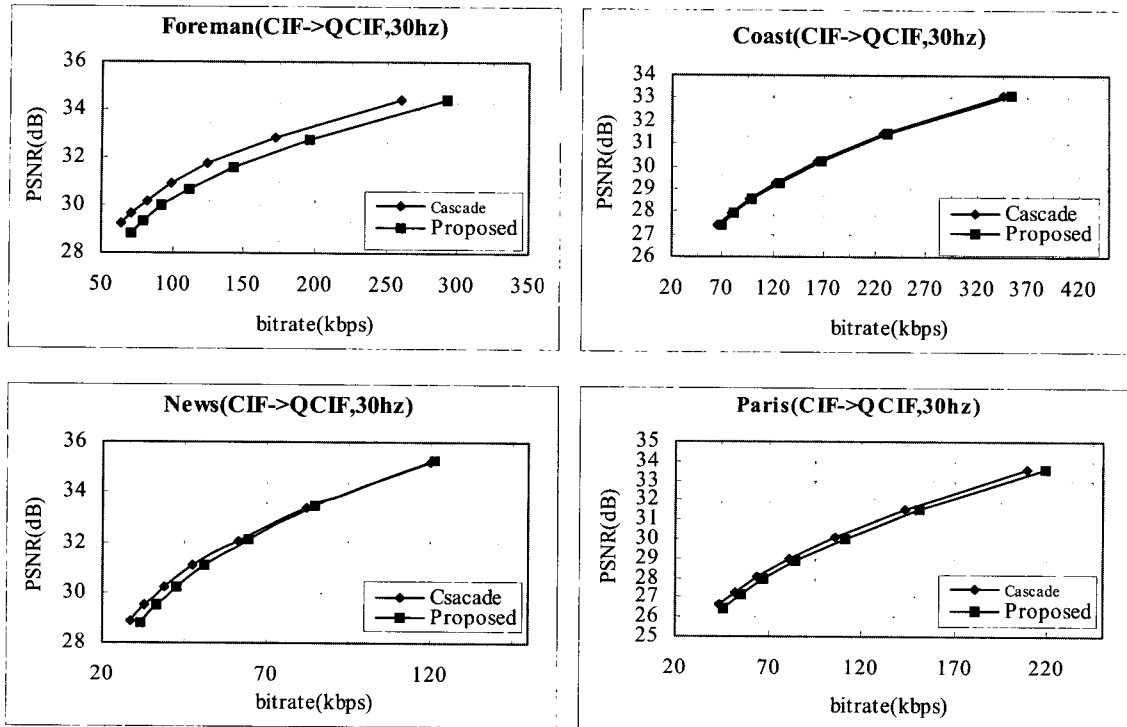 Foreman(CIF->QCIF,30hz)
PSNR(dB)
36
34
32
30
28
50 100 150 200 250 300 350
bitrate(kbps)
Cascade
Proposed
Coast(CIF->QCIF,30hz)
PSNR(dB)
34
33
32
31
30
29
28
27
26
20 70 120 170 220 270 320 370 420
bitrate(kbps)
Cascade
Proposed
News(CIF->QCIF,30hz)
PSNR(dB)
36
34
32
30
28
20 70 120
bitrate(kbps)
Csacade
Proposed
Paris(CIF->QCIF,30hz)
PSNR(dB)
35
34
33
32
31
30
29
28
27
26
25
20 70 120 170 220
bitrate(kbps)
Cascade
Proposed